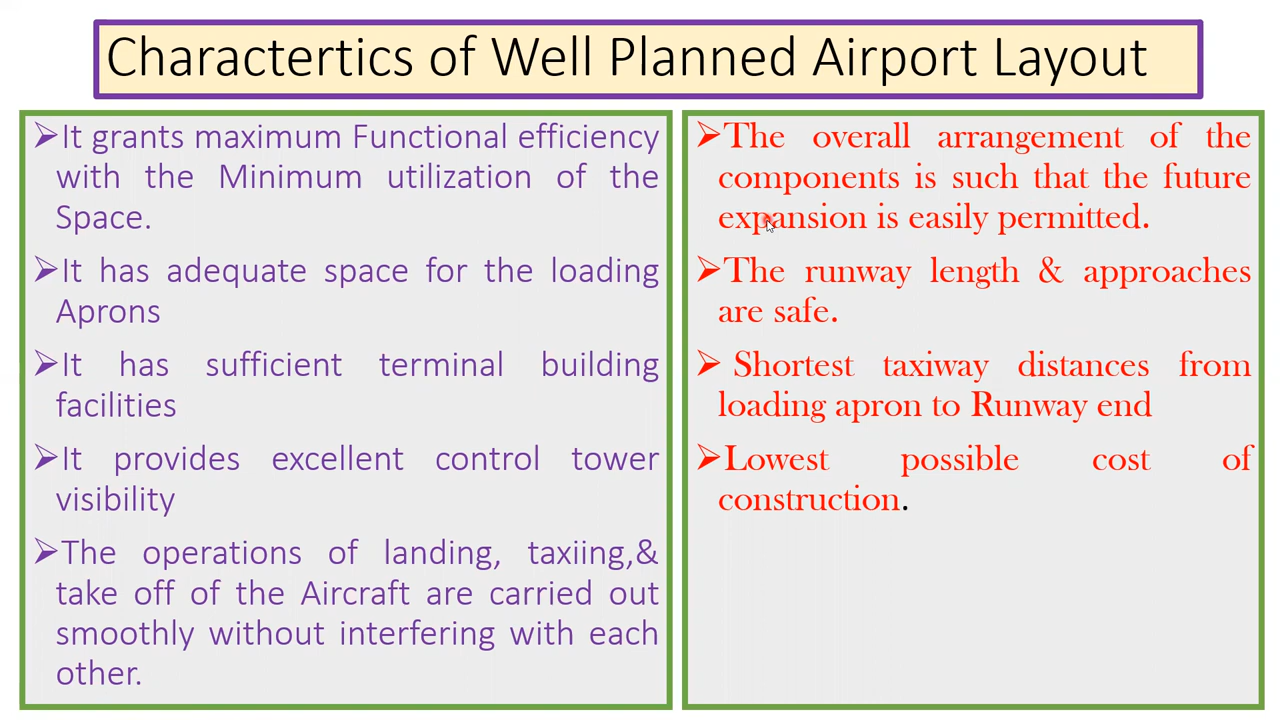 Charactertics of Well Planned Airport Layout
➢It grants maximum Functional efficiency
with the Minimum utilization of the
Space.
➢It has adequate space for the loading
Aprons
➢It has sufficient terminal building
facilities
➢It provides excellent control tower
visibility
➢The operations of landing, taxiing,&
take off of the Aircraft are carried out
smoothly without interfering with each
other.
➢The overall arrangement of the
components is such that the future
expansion is easily permitted.
➢The runway length & approaches
are safe.
➢ Shortest taxiway distances from
loading apron to Runway end
➢Lowest possible cost of
construction.